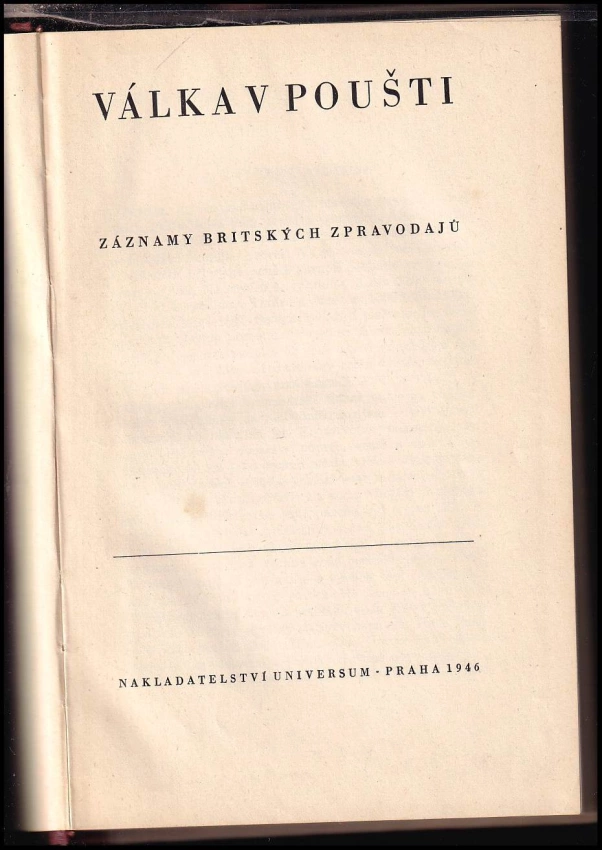 VÁLKA V POUŠTI
ZÁZNAMY BRITSKÝCH ZPRAVODAJŮ
NAKLADATELSTVÍ UNIVERSUM - PRAHA 1946